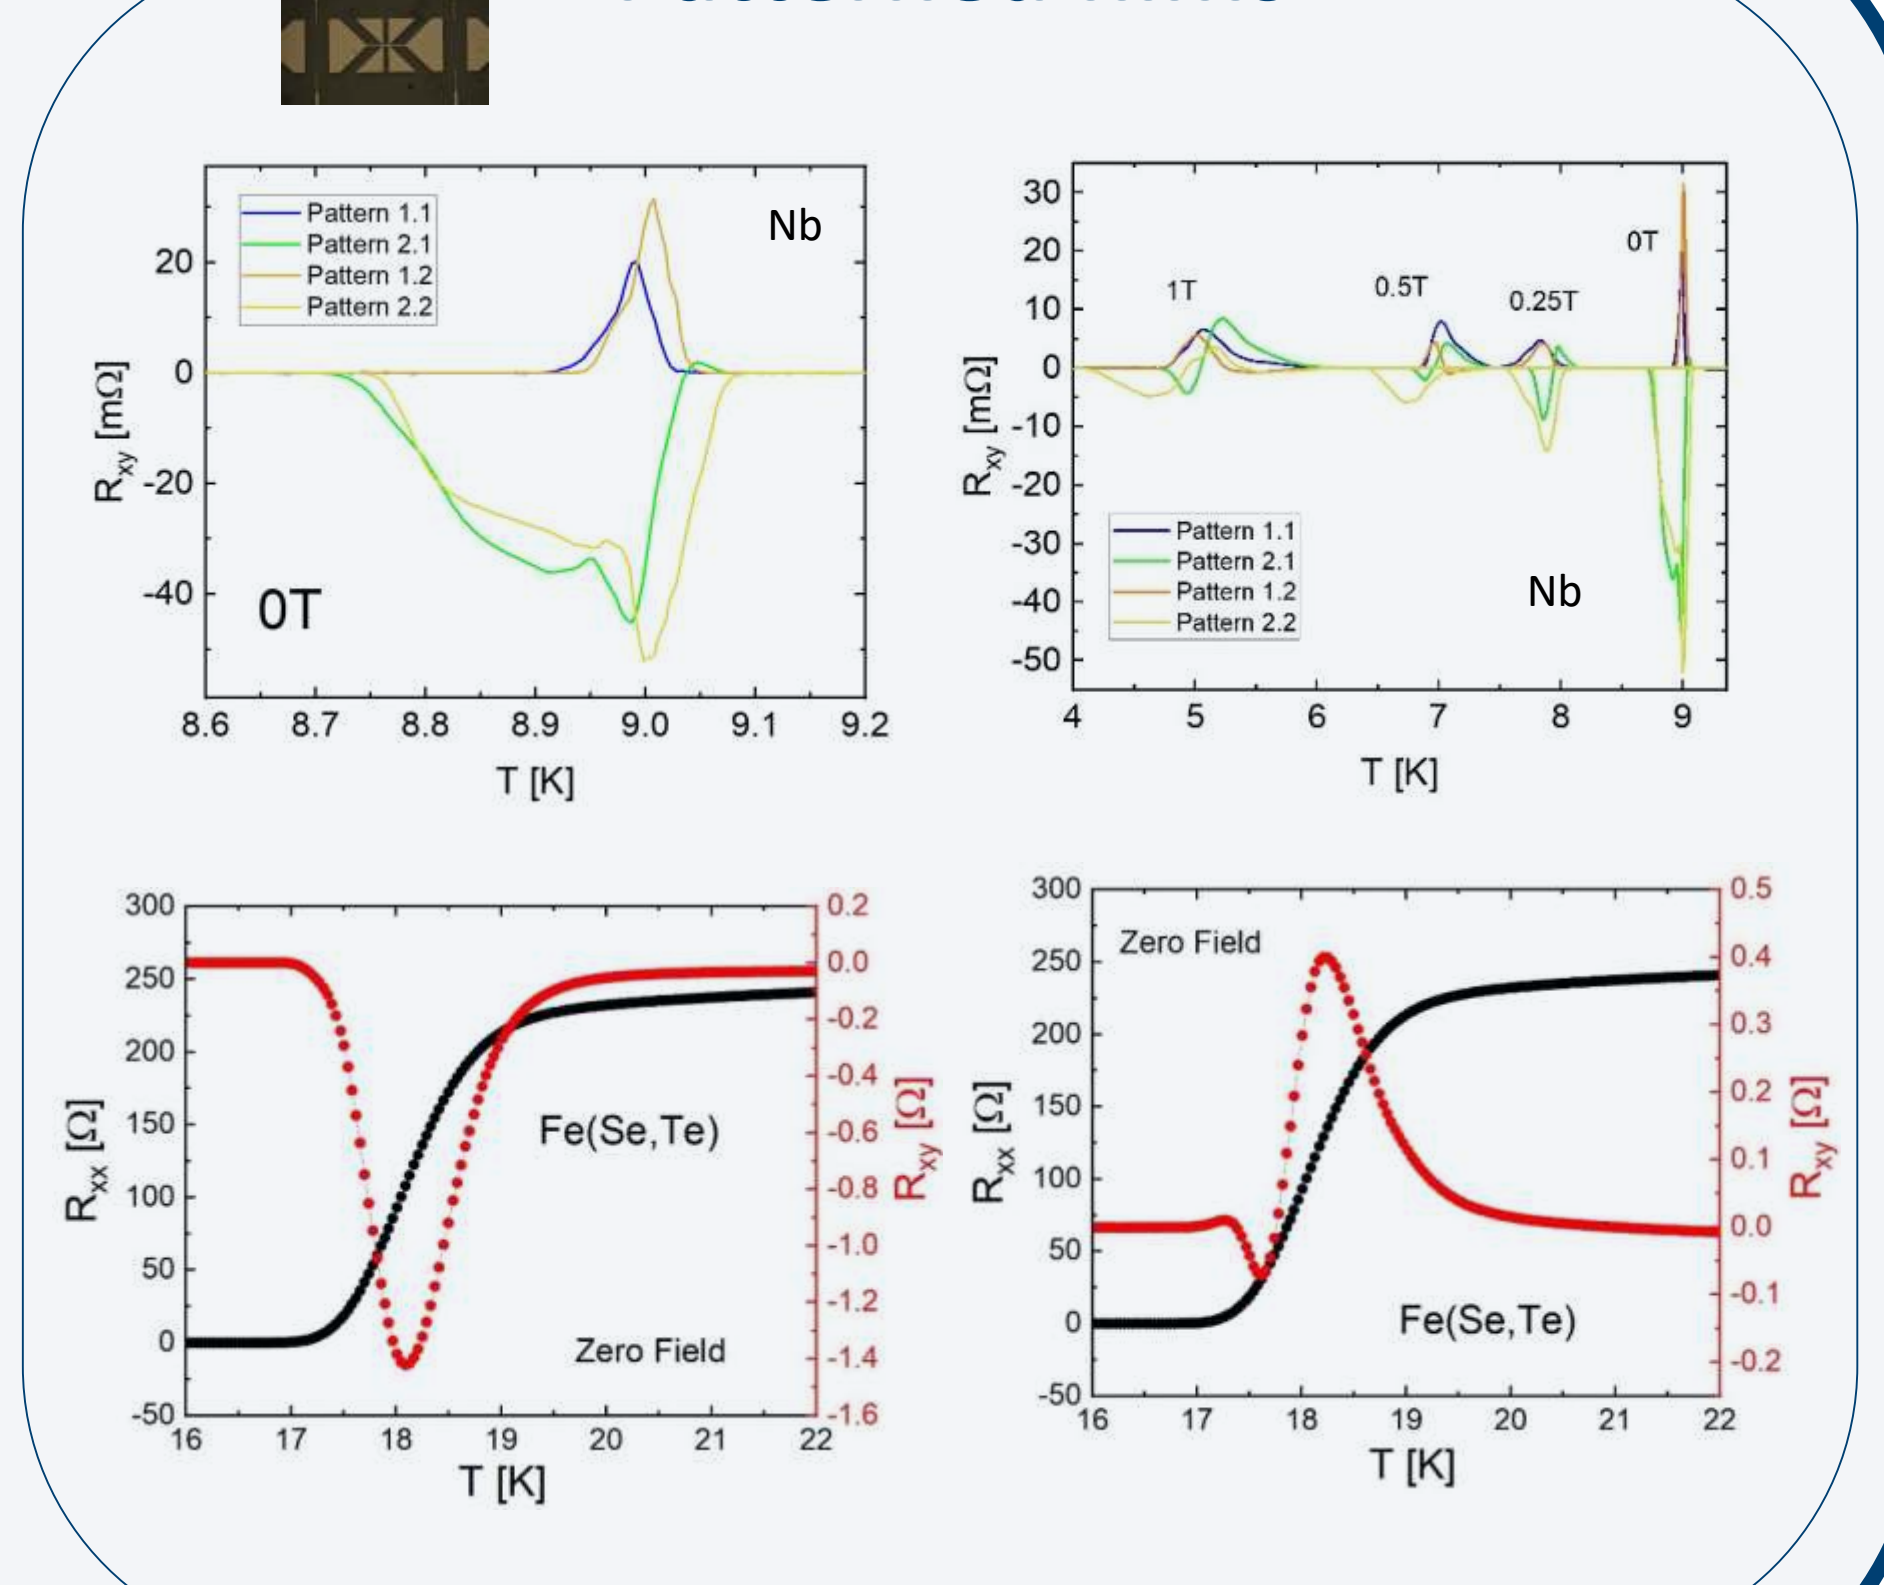 Nb
Pattern 1.1
Pattern 2.1
Pattern 1.2
Pattern 2.2
20
0
-20
-40
R_xy [mΩ]
0T
8.6 8.7 8.8 8.9 9.0 9.1 9.2
T [K]
30
20
10
0
-10
-20
-30
-40
-50
R_xy [mΩ]
1T
0.5T
0.25T
0T
Pattern 1.1
Pattern 2.1
Pattern 1.2
Pattern 2.2
Nb
4 5 6 7 8 9
T [K]
300
250
200
150
100
50
0
-50
R_xx [Ω]
Fe(Se,Te)
Zero Field
0.2
0.0
-0.2
-0.4
-0.6
-0.8
-1.0
-1.2
-1.4
-1.6
R_xy [Ω]
16 17 18 19 20 21 22
T [K]
300
250
200
150
100
50
0
-50
R_xx [Ω]
Zero Field
Fe(Se,Te)
0.5
0.4
0.3
0.2
0.1
0.0
-0.1
-0.2
R_xy [Ω]
16 17 18 19 20 21 22
T [K]